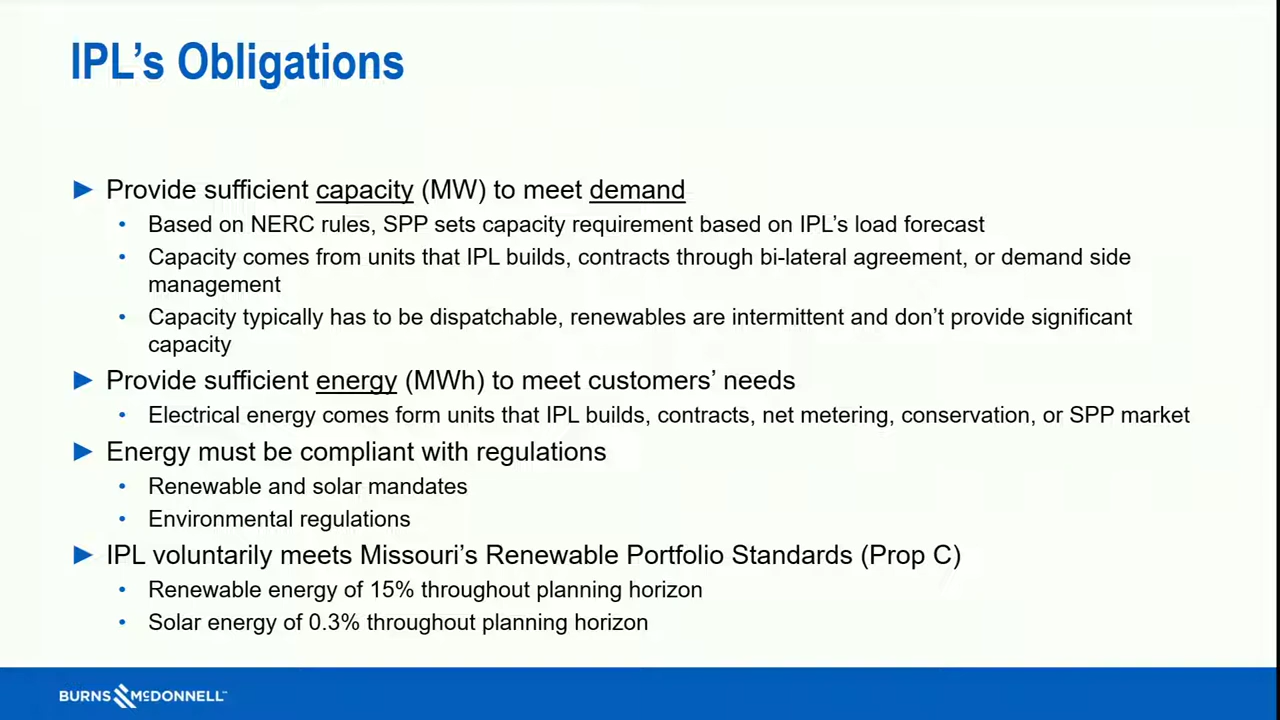 IPL’s Obligations
► Provide sufficient capacity (MW) to meet demand
• Based on NERC rules, SPP sets capacity requirement based on IPL’s load forecast
• Capacity comes from units that IPL builds, contracts through bi-lateral agreement, or demand side
management
• Capacity typically has to be dispatchable, renewables are intermittent and don’t provide significant
capacity
► Provide sufficient energy (MWh) to meet customers’ needs
• Electrical energy comes form units that IPL builds, contracts, net metering, conservation, or SPP market
► Energy must be compliant with regulations
• Renewable and solar mandates
• Environmental regulations
► IPL voluntarily meets Missouri’s Renewable Portfolio Standards (Prop C)
• Renewable energy of 15% throughout planning horizon
• Solar energy of 0.3% throughout planning horizon
BURNS McDONNELL